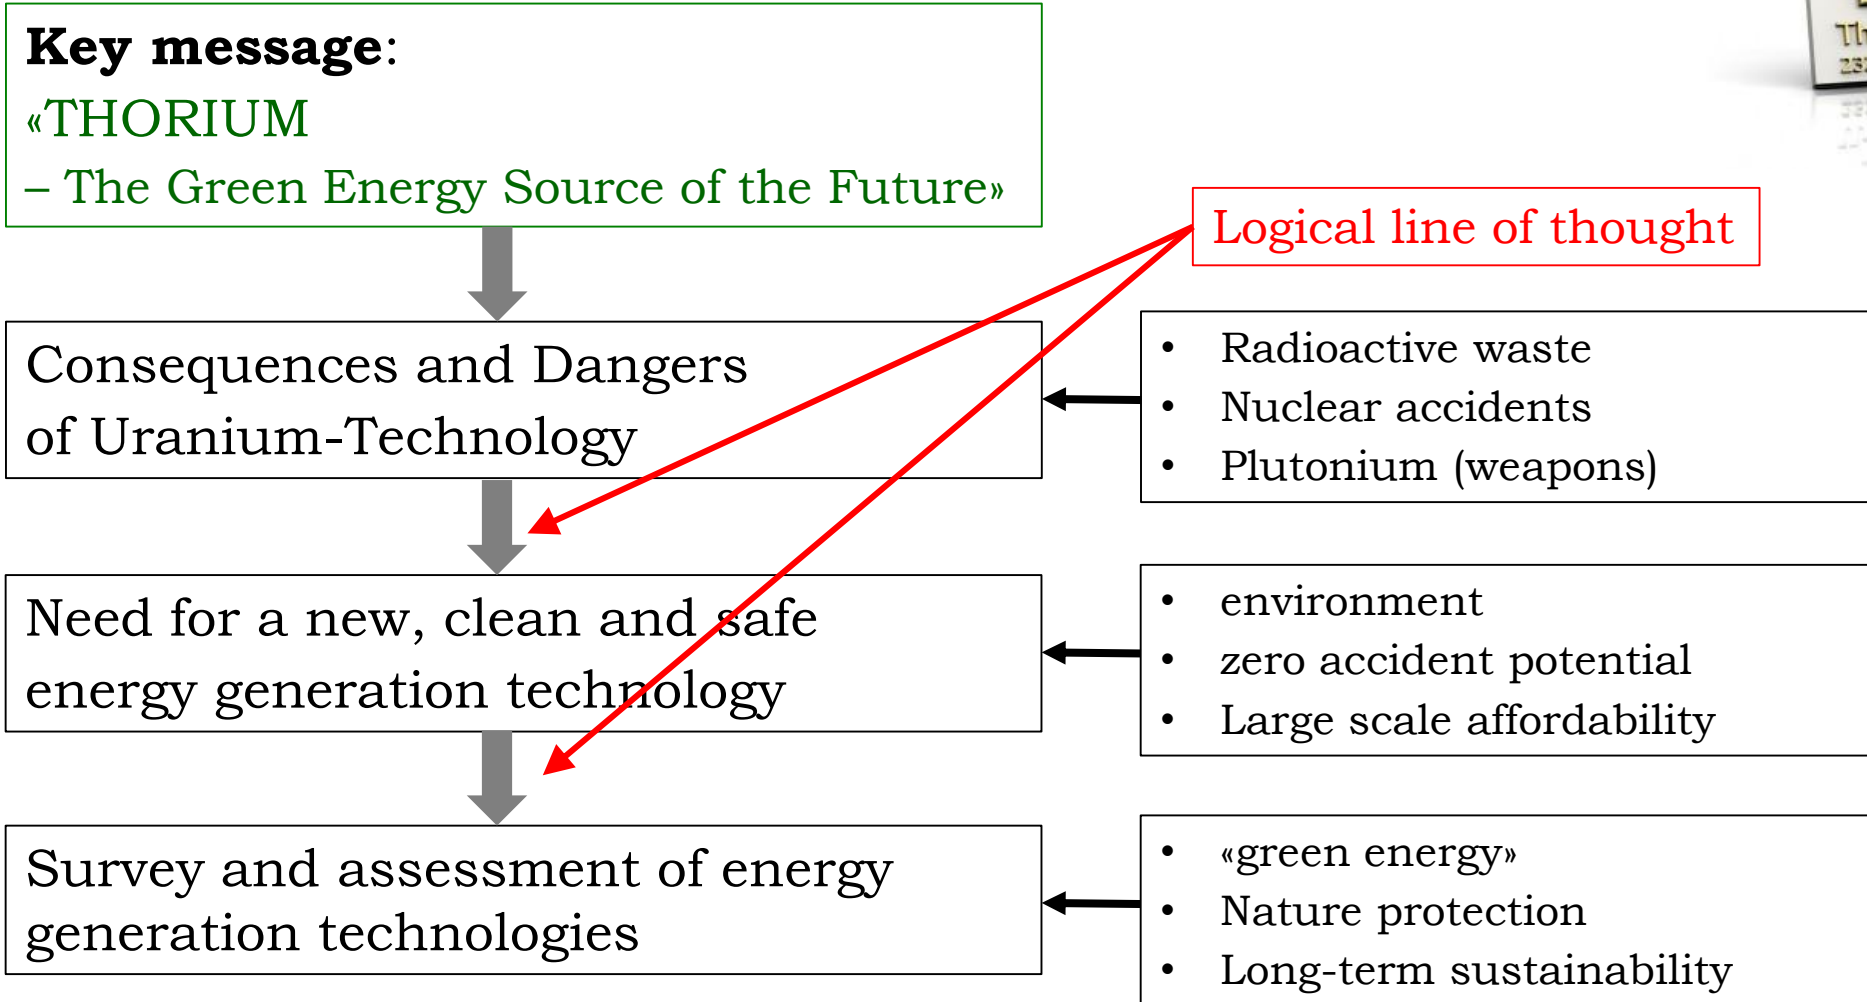 Key message:
«THORIUM
– The Green Energy Source of the Future»
Logical line of thought
Consequences and Dangers
of Uranium-Technology
• Radioactive waste
• Nuclear accidents
• Plutonium (weapons)
Need for a new, clean and safe
energy generation technology
• environment
• zero accident potential
• Large scale affordability
Survey and assessment of energy
generation technologies
• «green energy»
• Nature protection
• Long-term sustainability